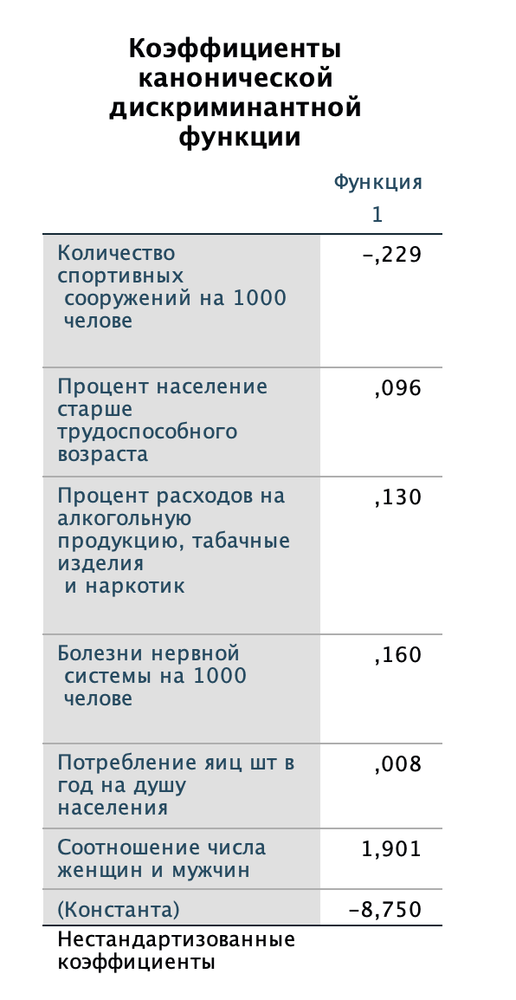 Коэффициенты
канонической
дискриминантной
функции
Функция
1
Количество
спортивных
сооружений на 1000
челове
-,229
Процент население
старше
трудоспособного
возраста
,096
Процент расходов на
алкогольную
продукцию, табачные
изделия
и наркотик
,130
Болезни нервной
системы на 1000
челове
,160
Потребление яиц шт в
год на душу
населения
,008
Соотношение числа
женщин и мужчин
1,901
(Константа)
-8,750
Нестандартизованные
коэффициенты